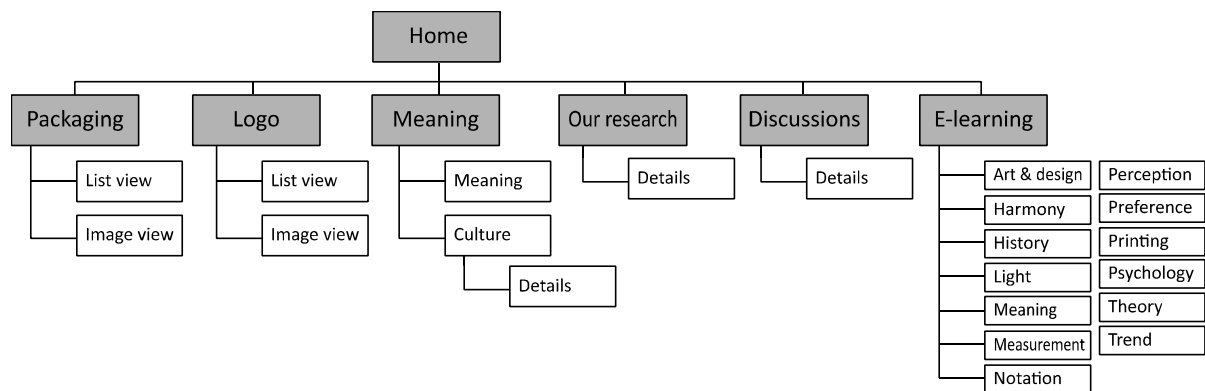 Home
Packaging
Logo
Meaning
Our research
Discussions
E-learning
List view
Image view
List view
Image view
Meaning
Culture
Details
Details
Details
Art & design
Harmony
History
Light
Meaning
Measurement
Notation
Perception
Preference
Printing
Psychology
Theory
Trend